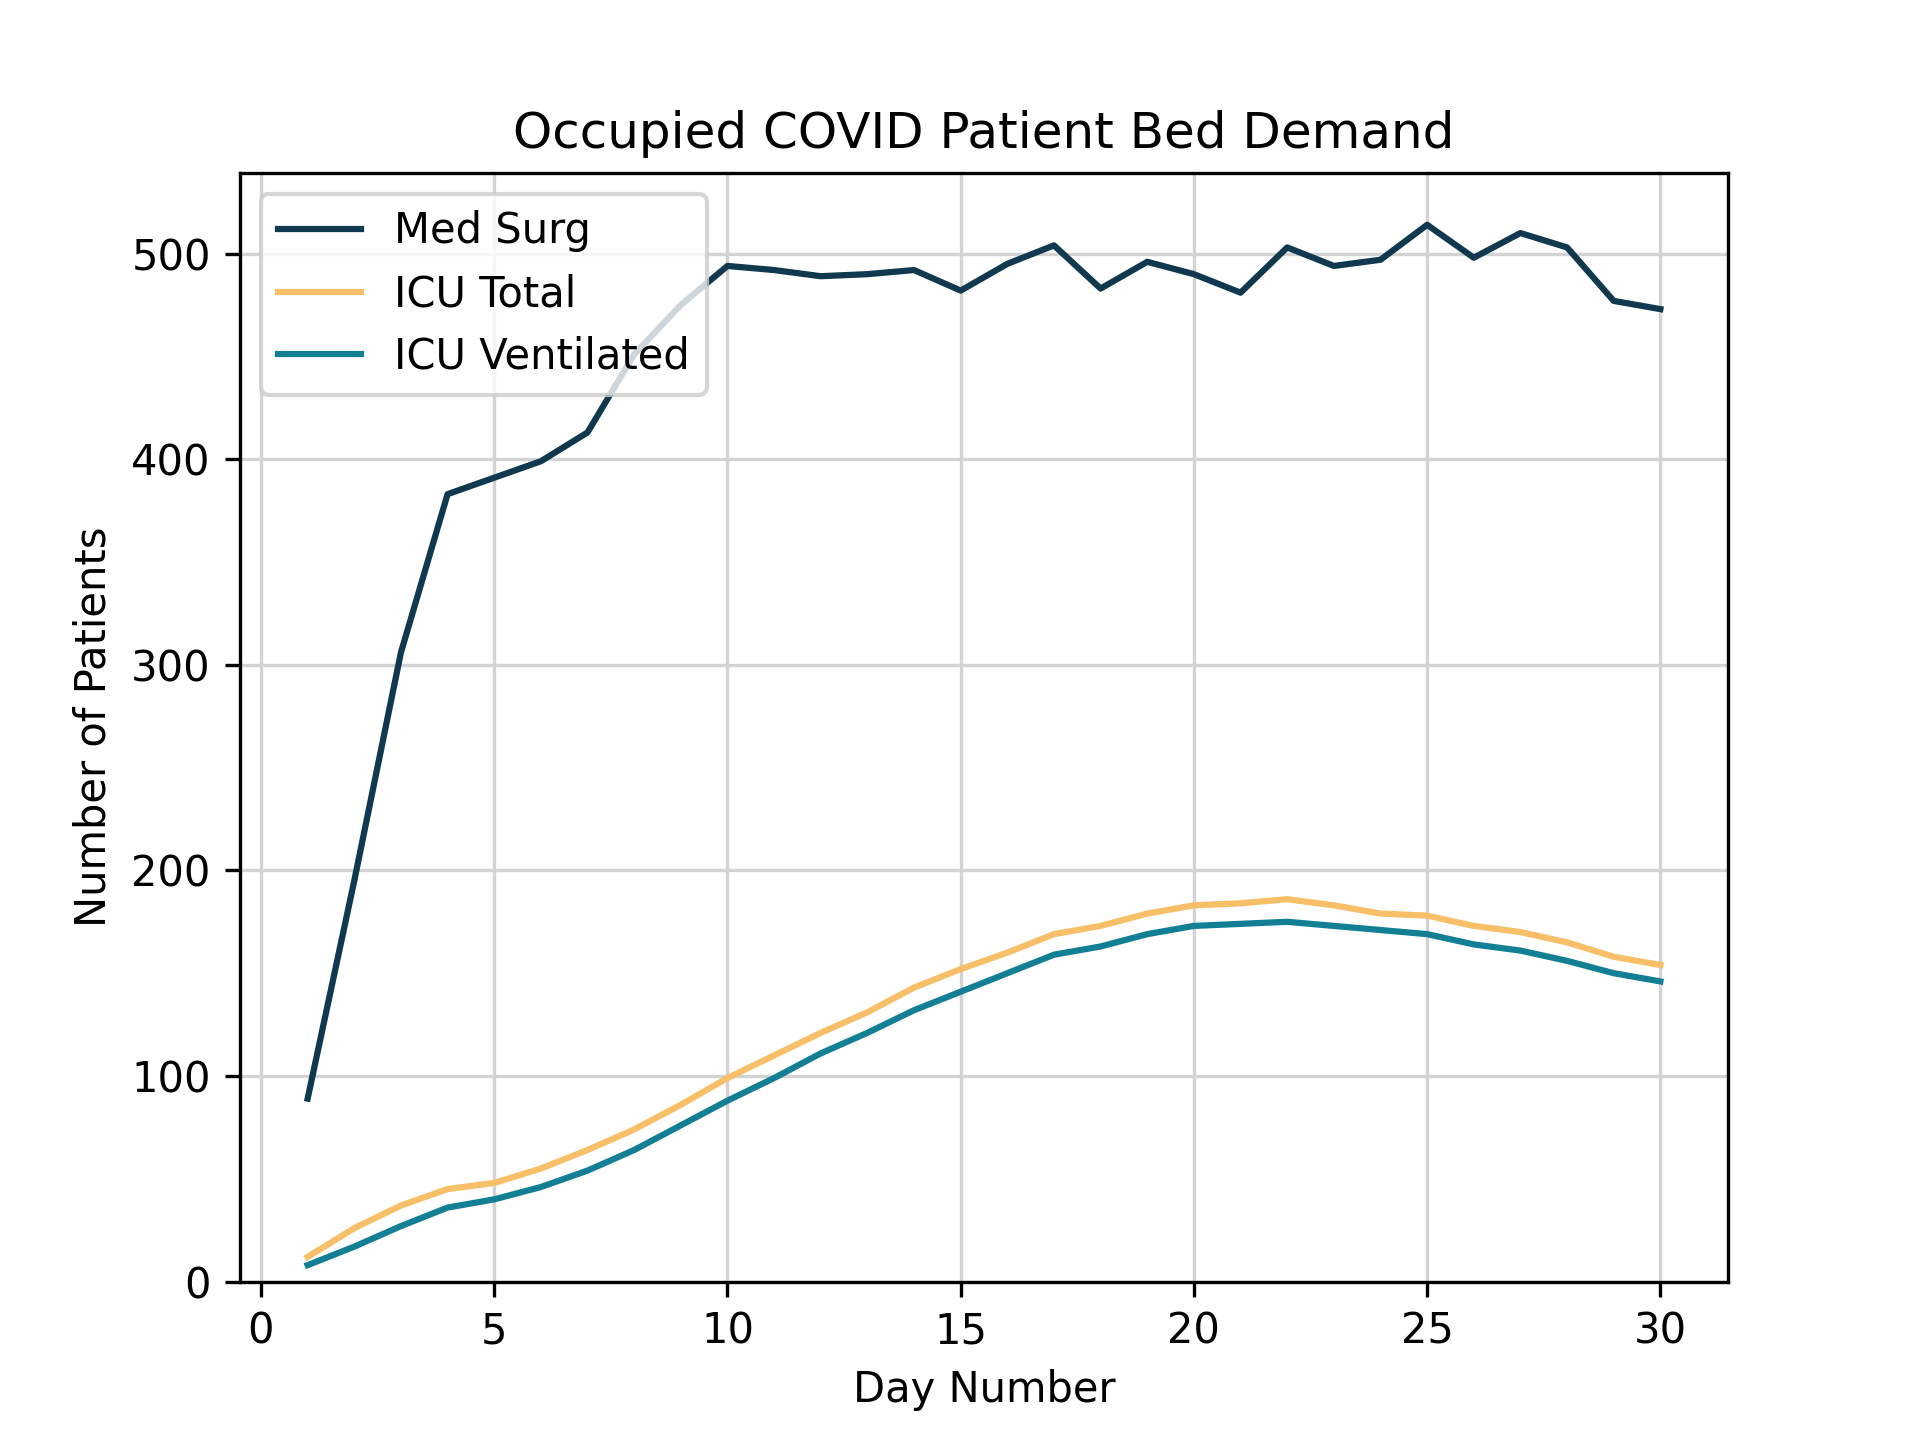 Occupied COVID Patient Bed Demand
Med Surg
ICU Total
ICU Ventilated
500
400
300
200
100
0
Number of Patients
0 5 10 15 20 25 30
Day Number